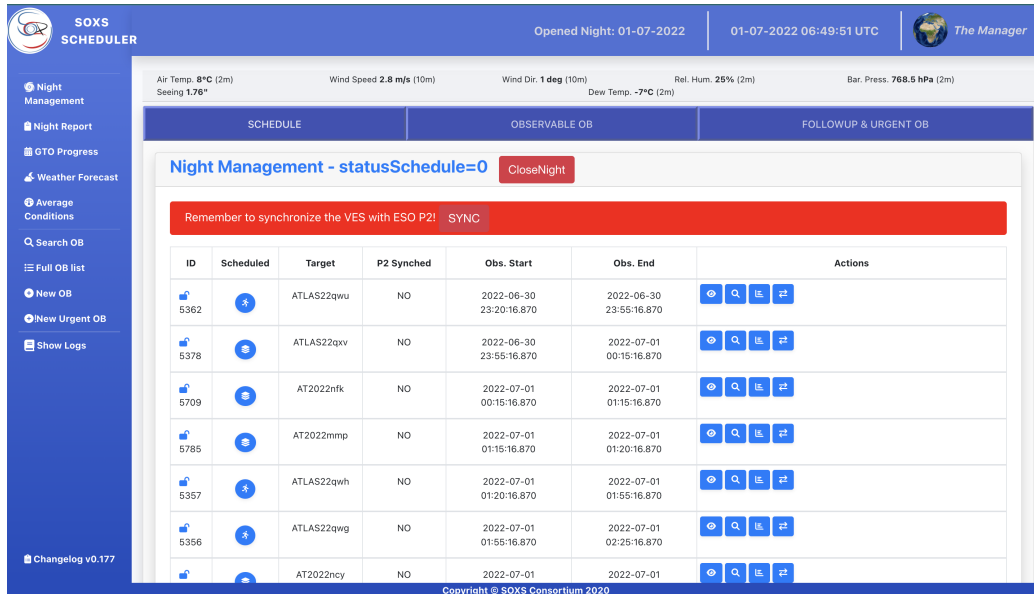 SOXS
SCHEDULER
Opened Night: 01-07-2022
01-07-2022 06:49:51 UTC
The Manager
Night
Management
Night Report
GTO Progress
Weather Forecast
Average
Conditions
Search OB
Full OB list
New OB
!New Urgent OB
Show Logs
Changelog v0.177
Air Temp. 8°C (2m) Wind Speed 2.8 m/s (10m) Wind Dir. 1 deg (10m) Rel. Hum. 25% (2m) Bar. Press. 768.5 hPa (2m)
Seeing 1.76" Dew Temp. -7°C (2m)
SCHEDULE OBSERVABLE OB FOLLOWUP & URGENT OB
Night Management - statusSchedule=0 CloseNight
Remember to synchronize the VES with ESO P2! SYNC
ID Scheduled Target P2 Synched Obs. Start Obs. End Actions
ATLAS22qwu NO 2022-06-30 2022-06-30
5362 23:20:16.870 23:55:16.870
ATLAS22qxv NO 2022-06-30 2022-07-01
5378 23:55:16.870 00:15:16.870
AT2022nfk NO 2022-07-01 2022-07-01
5709 00:15:16.870 01:15:16.870
AT2022mmp NO 2022-07-01 2022-07-01
5785 01:15:16.870 01:20:16.870
ATLAS22qwh NO 2022-07-01 2022-07-01
5357 01:20:16.870 01:55:16.870
ATLAS22qwg NO 2022-07-01 2022-07-01
5356 01:55:16.870 02:25:16.870
AT2022ncy NO 2022-07-01 2022-07-01
Copyright © SOXS Consortium 2020